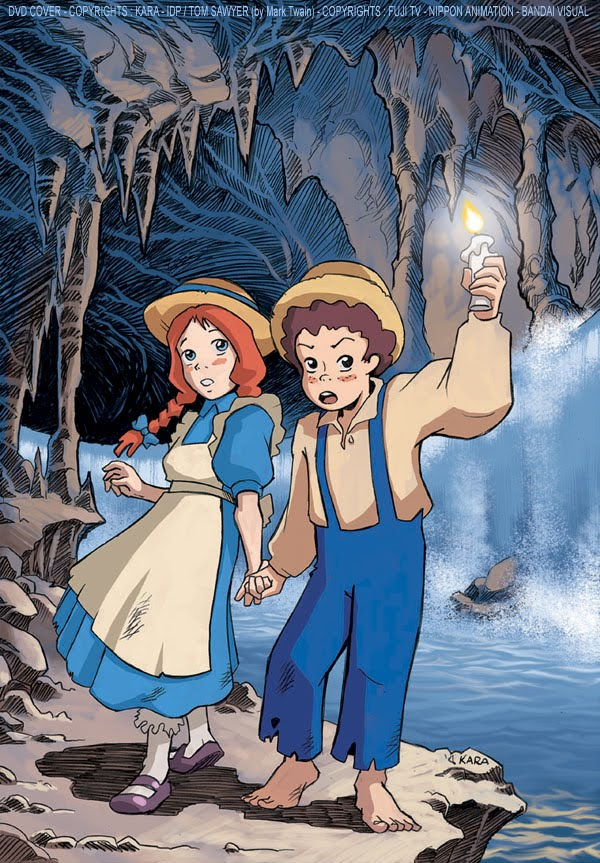 DVD COVER - COPYRIGHTS : KARA - IDP / TOM SAWYER (by Mark Twain) - COPYRIGHTS : FUJI TV - NIPPON ANIMATION - BANDAI VISUAL
KARA